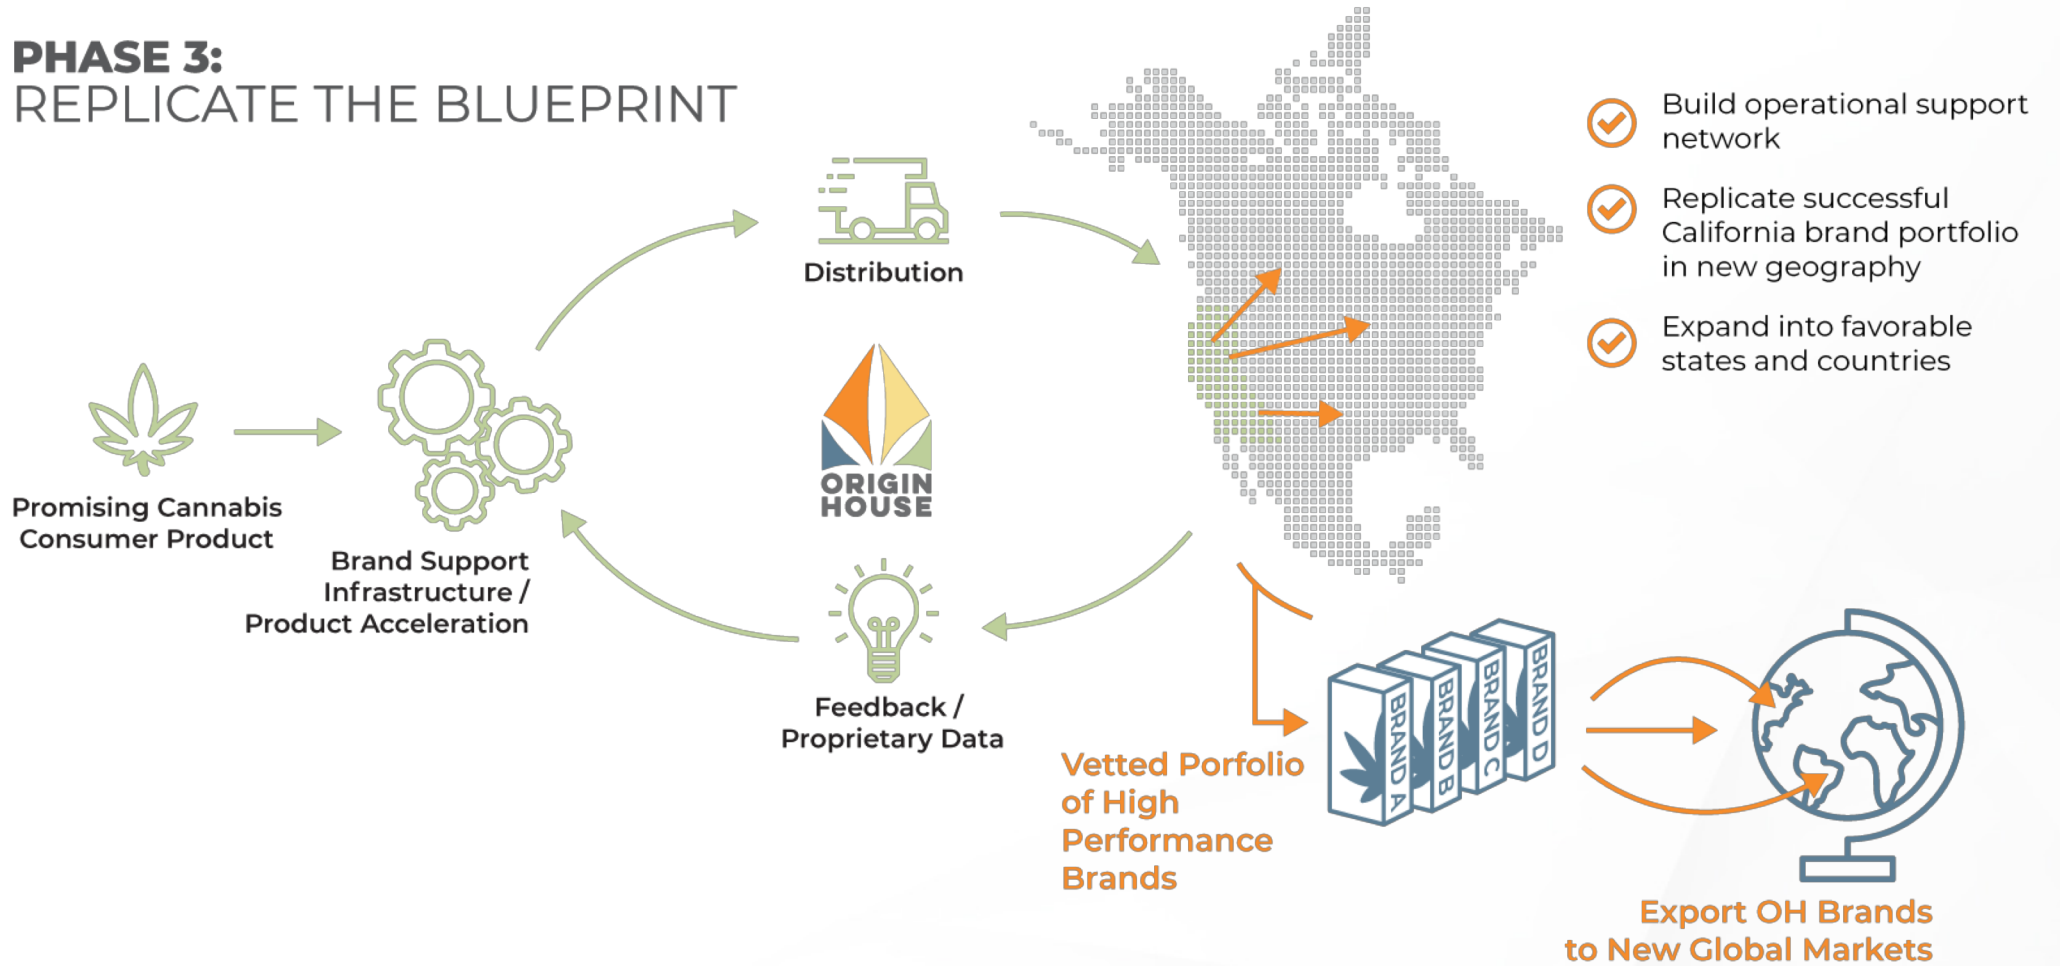 PHASE 3:
REPLICATE THE BLUEPRINT
Build operational support
network
Replicate successful
California brand portfolio
in new geography
Expand into favorable
states and countries
Distribution
ORIGIN
HOUSE
Promising Cannabis
Consumer Product
Brand Support
Infrastructure /
Product Acceleration
Feedback /
Proprietary Data
Vetted Porfolio
of High
Performance
Brands
BRAND A
BRAND B
BRAND C
BRAND D
Export OH Brands
to New Global Markets